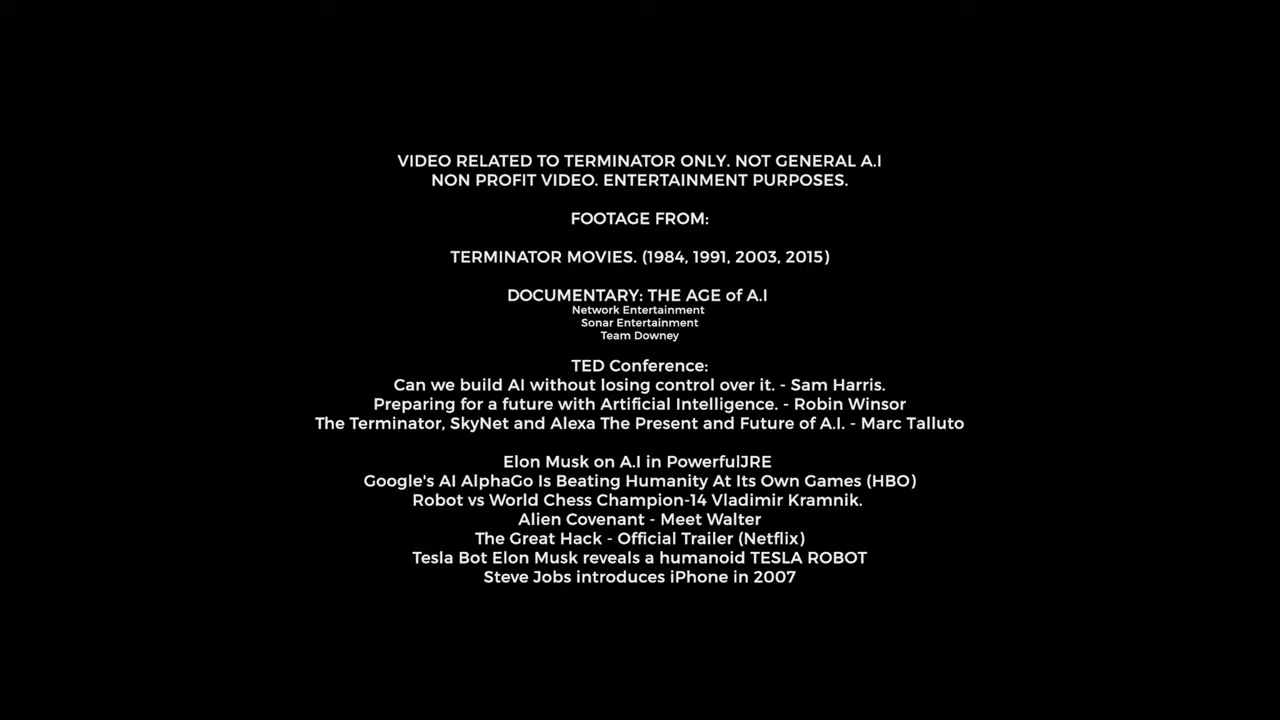 VIDEO RELATED TO TERMINATOR ONLY. NOT GENERAL A.I
NON PROFIT VIDEO. ENTERTAINMENT PURPOSES.
FOOTAGE FROM:
TERMINATOR MOVIES. (1984, 1991, 2003, 2015)
DOCUMENTARY: THE AGE of A.I
Network Entertainment
Sonar Entertainment
Team Downey
TED Conference:
Can we build AI without losing control over it. - Sam Harris.
Preparing for a future with Artificial Intelligence. - Robin Winsor
The Terminator, SkyNet and Alexa The Present and Future of A.I. - Marc Talluto
Elon Musk on A.I in PowerfulJRE
Google's AI AlphaGo Is Beating Humanity At Its Own Games (HBO)
Robot vs World Chess Champion-14 Vladimir Kramnik.
Alien Covenant - Meet Walter
The Great Hack - Official Trailer (Netflix)
Tesla Bot Elon Musk reveals a humanoid TESLA ROBOT
Steve Jobs introduces iPhone in 2007